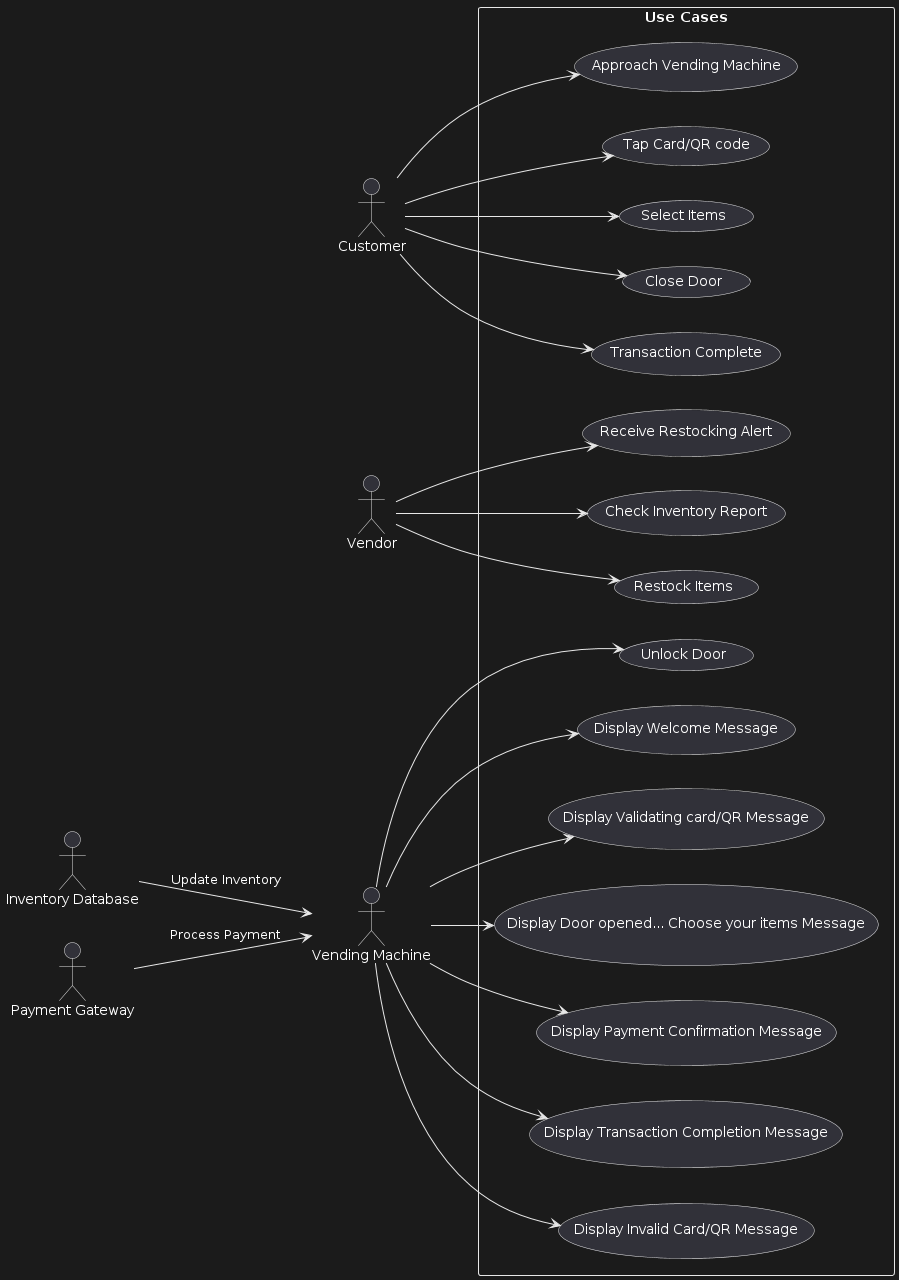 Use Cases
Approach Vending Machine
Tap Card/QR code
Select Items
Customer
Close Door
Transaction Complete
Receive Restocking Alert
Check Inventory Report
Vendor
Restock Items
Unlock Door
Display Welcome Message
Display Validating card/QR Message
Update Inventory
Inventory Database
Display Door opened... Choose your items Message
Process Payment
Vending Machine
Payment Gateway
Display Payment Confirmation Message
Display Transaction Completion Message
Display Invalid Card/QR Message